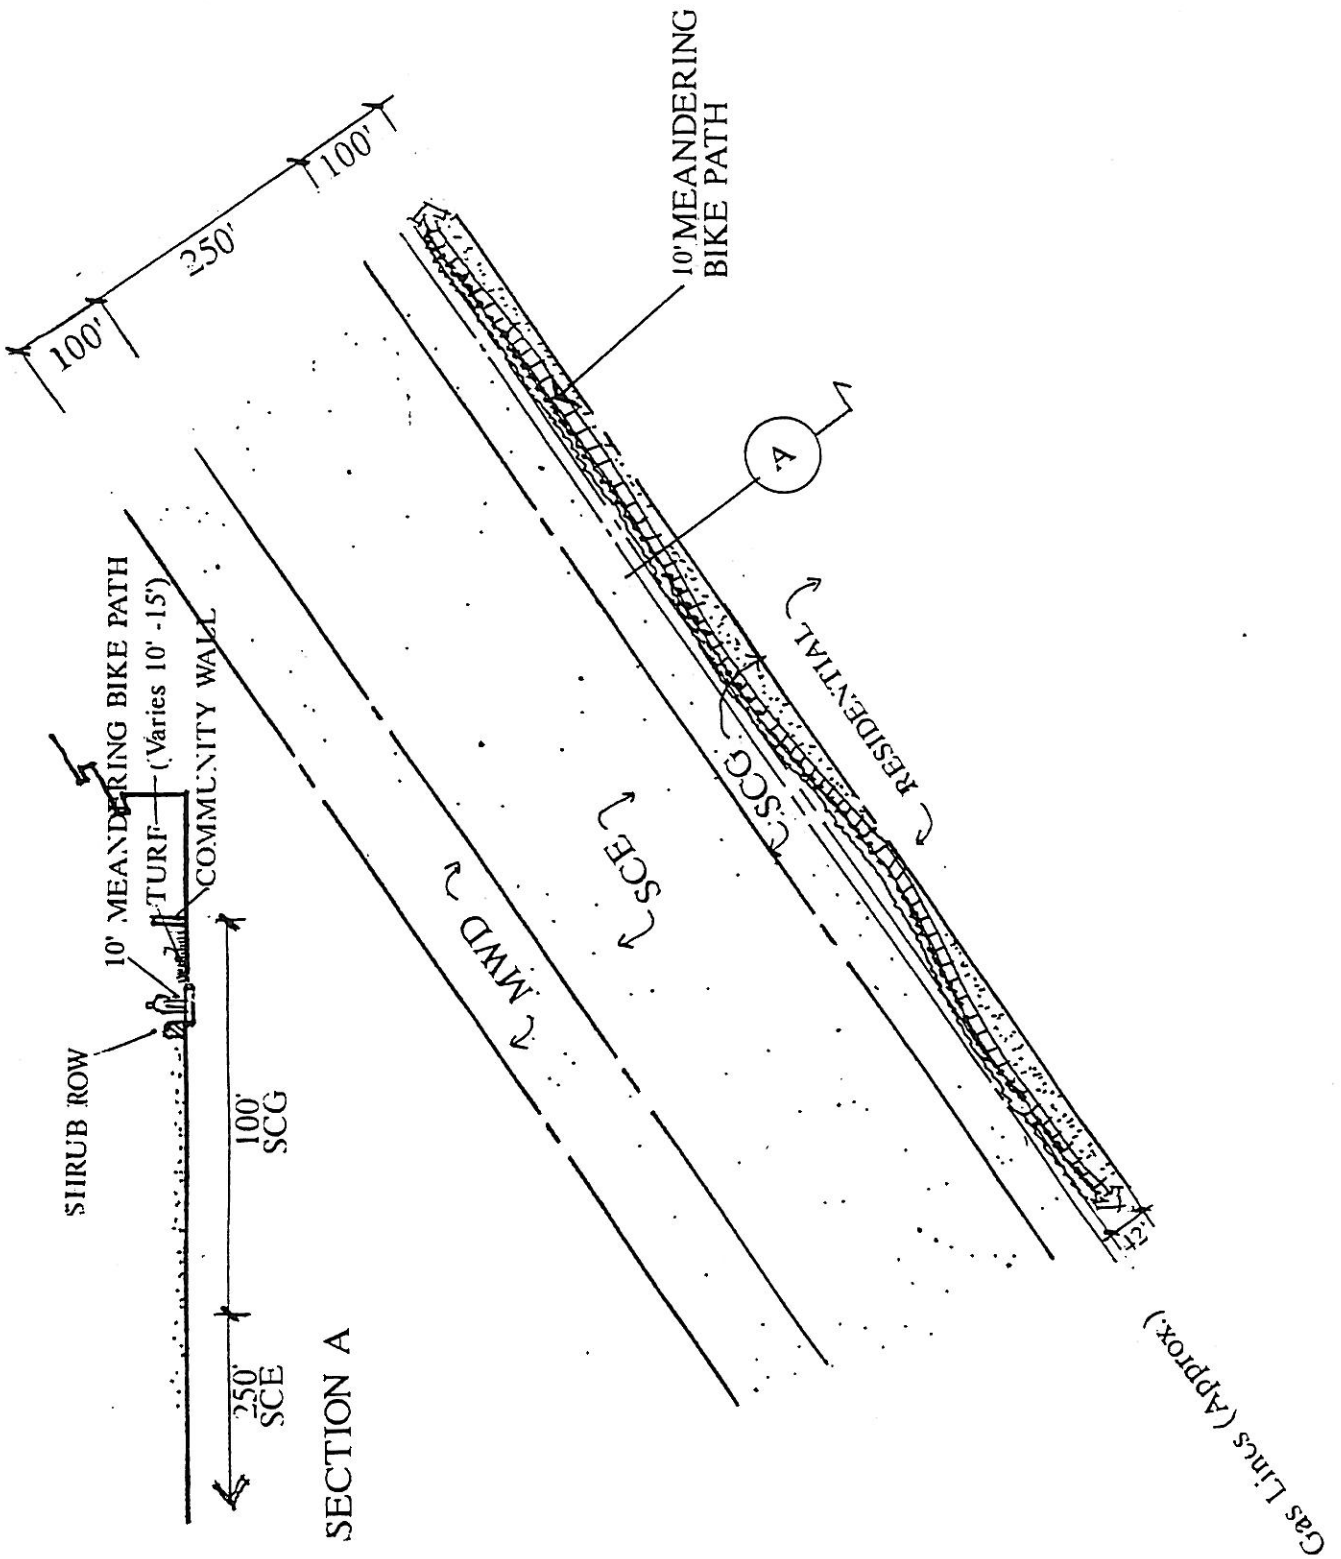 SHRUB ROW
10' MEANDERING BIKE PATH
TURF (Varies 10' -15')
COMMUNITY WALL
250'
SCE
100'
SCG
SECTION A
100'
250'
100'
MWD
SCE
SCG
RESIDENTIAL
A
10' MEANDERING
BIKE PATH
Gas Lines (Approx.)